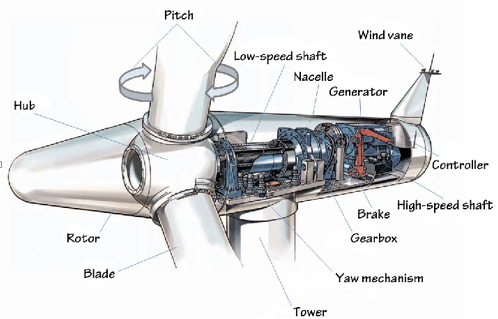 Pitch
Wind vane
Low-speed shaft
Nacelle
Generator
Hub
Controller
High-speed shaft
Brake
Rotor
Gearbox
Blade
Yaw mechanism
Tower